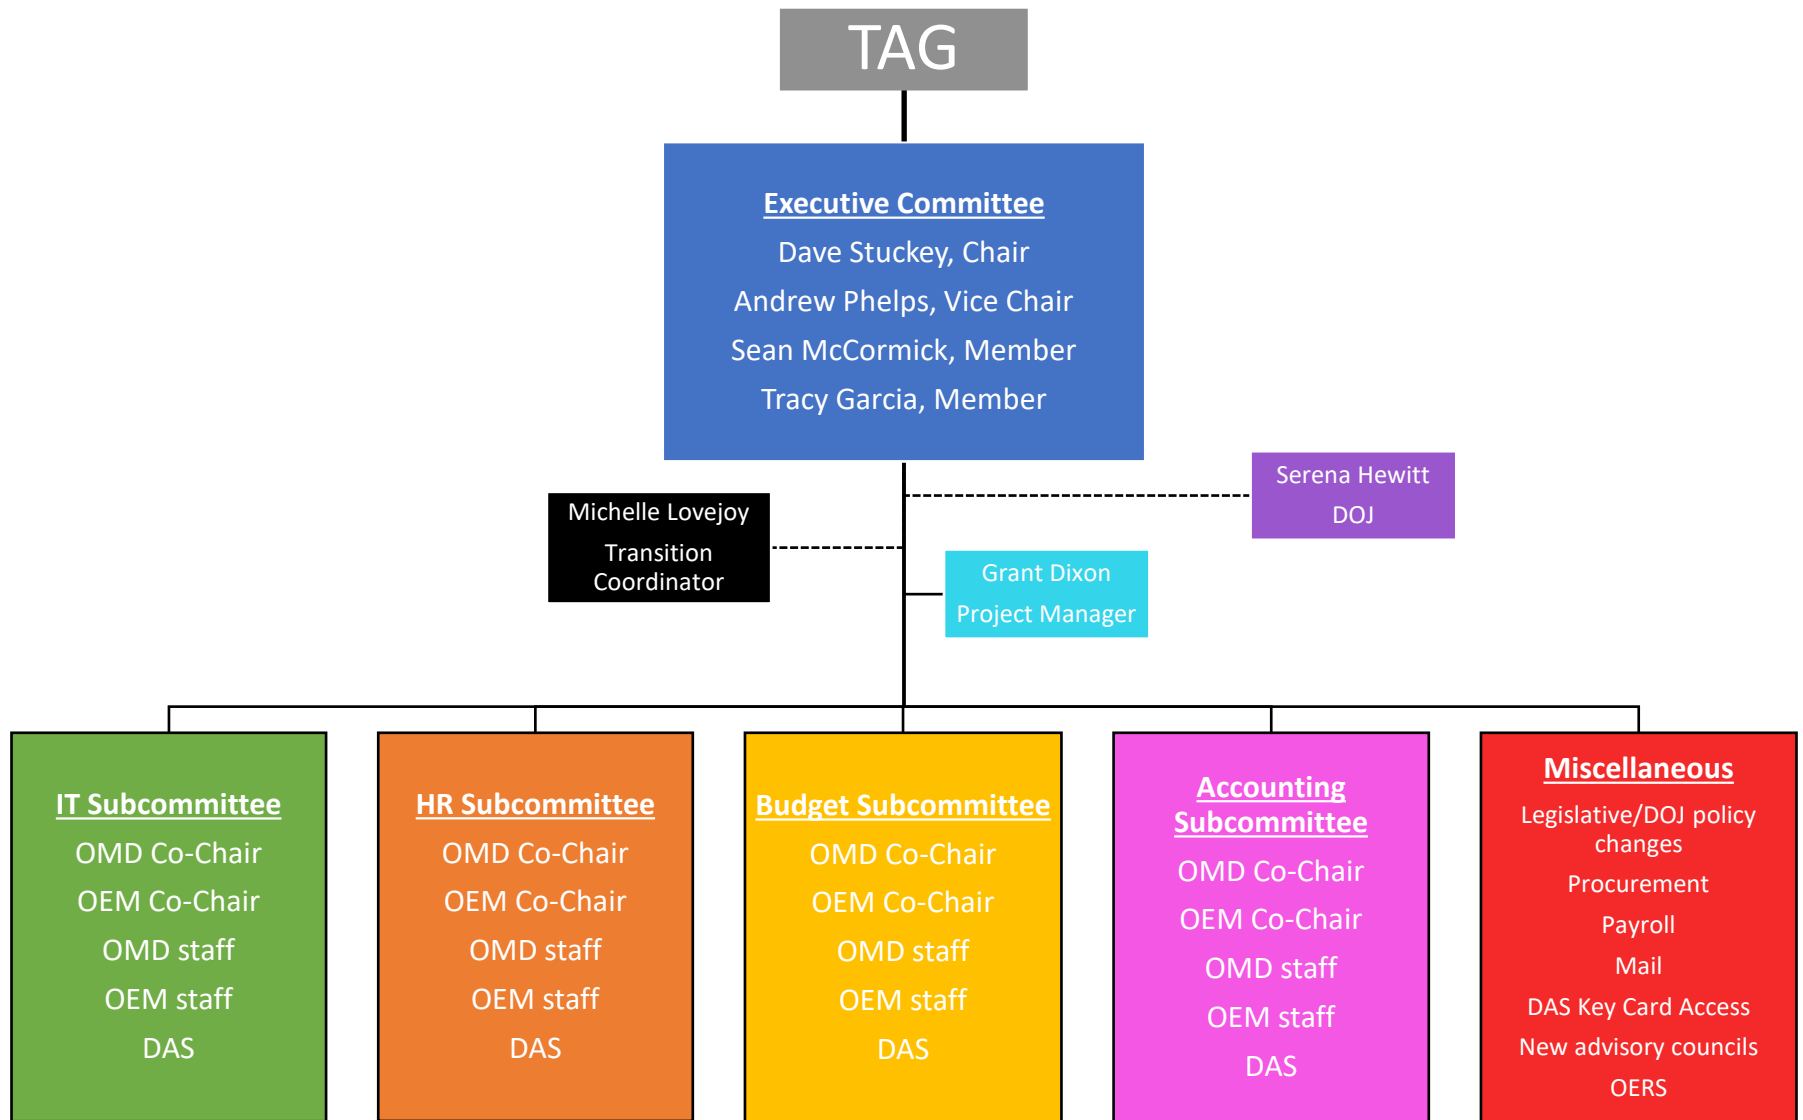 TAG
Executive Committee
Dave Stuckey, Chair
Andrew Phelps, Vice Chair
Sean McCormick, Member
Tracy Garcia, Member
Serena Hewitt
DOJ
Michelle Lovejoy
Transition
Coordinator
Grant Dixon
Project Manager
IT Subcommittee
OMD Co-Chair
OEM Co-Chair
OMD staff
OEM staff
DAS
HR Subcommittee
OMD Co-Chair
OEM Co-Chair
OMD staff
OEM staff
DAS
Budget Subcommittee
OMD Co-Chair
OEM Co-Chair
OMD staff
OEM staff
DAS
Accounting
Subcommittee
OMD Co-Chair
OEM Co-Chair
OMD staff
OEM staff
DAS
Miscellaneous
Legislative/DOJ policy
changes
Procurement
Payroll
Mail
DAS Key Card Access
New advisory councils
OERS